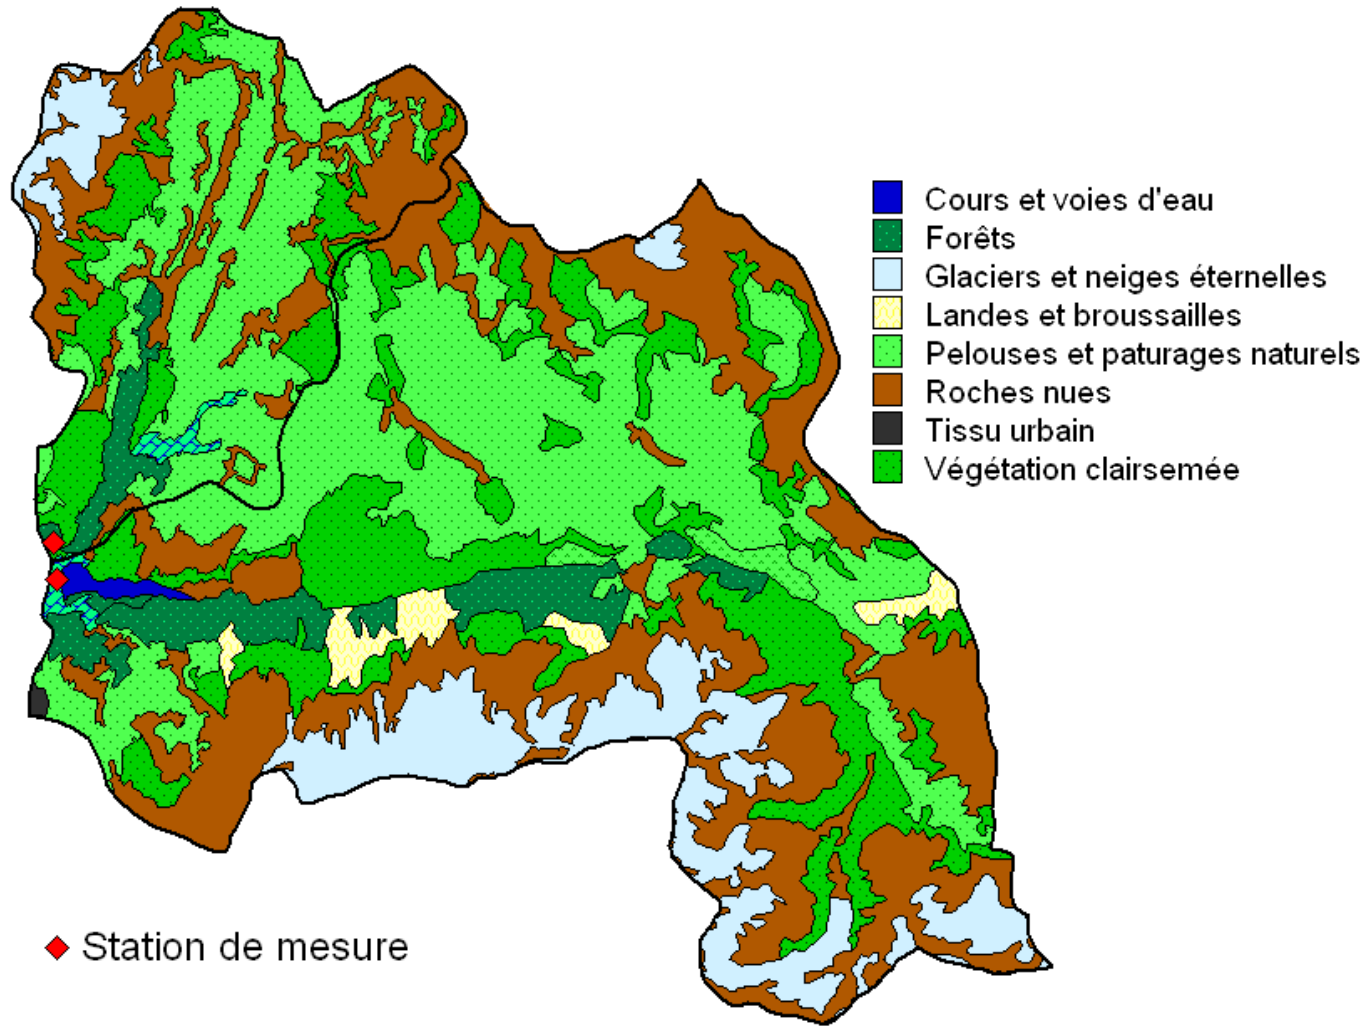 Cours et voies d'eau
Forêts
Glaciers et neiges éternelles
Landes et broussailles
Pelouses et paturages naturels
Roches nues
Tissu urbain
Végétation clairsemée
Station de mesure